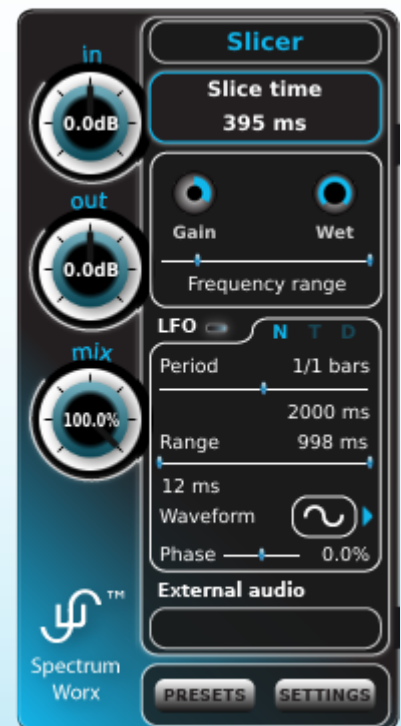 in
0.0dB
out
0.0dB
mix
100.0%
Spectrum
Worx
TM
Slicer
Slice time
395 ms
Gain Wet
Frequency range
LFO N T D
Period 1/1 bars
2000 ms
Range 998 ms
12 ms
Waveform
Phase 0.0%
External audio
PRESETS SETTINGS